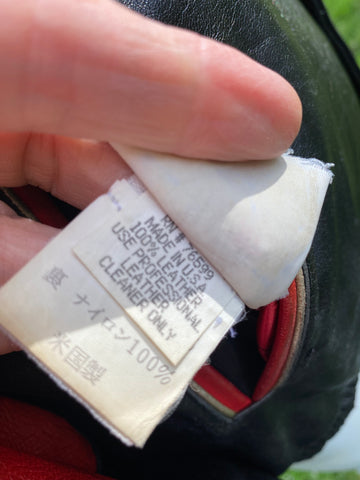 RN# 76599
MADE IN U.S.A
100% LEATHER
USE PROFESSIONAL
LEATHER
CLEANER ONLY
裏 ナイロン100%
米国製